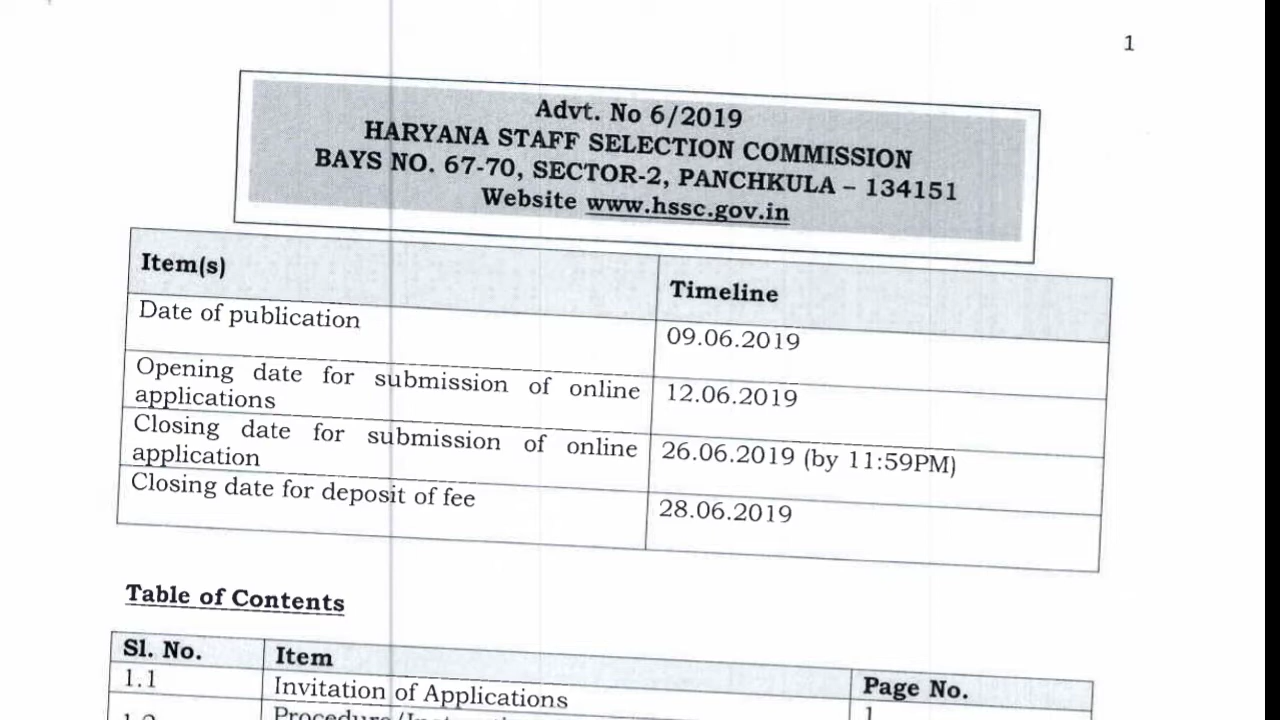 1
Advt. No 6/2019
HARYANA STAFF SELECTION COMMISSION
BAYS NO. 67-70, SECTOR-2, PANCHKULA – 134151
Website www.hssc.gov.in
Item(s) Timeline
Date of publication 09.06.2019
Opening date for submission of online
applications 12.06.2019
Closing date for submission of online
application 26.06.2019 (by 11:59PM)
Closing date for deposit of fee 28.06.2019
Table of Contents
Sl. No. Item Page No.
1.1 Invitation of Applications 1